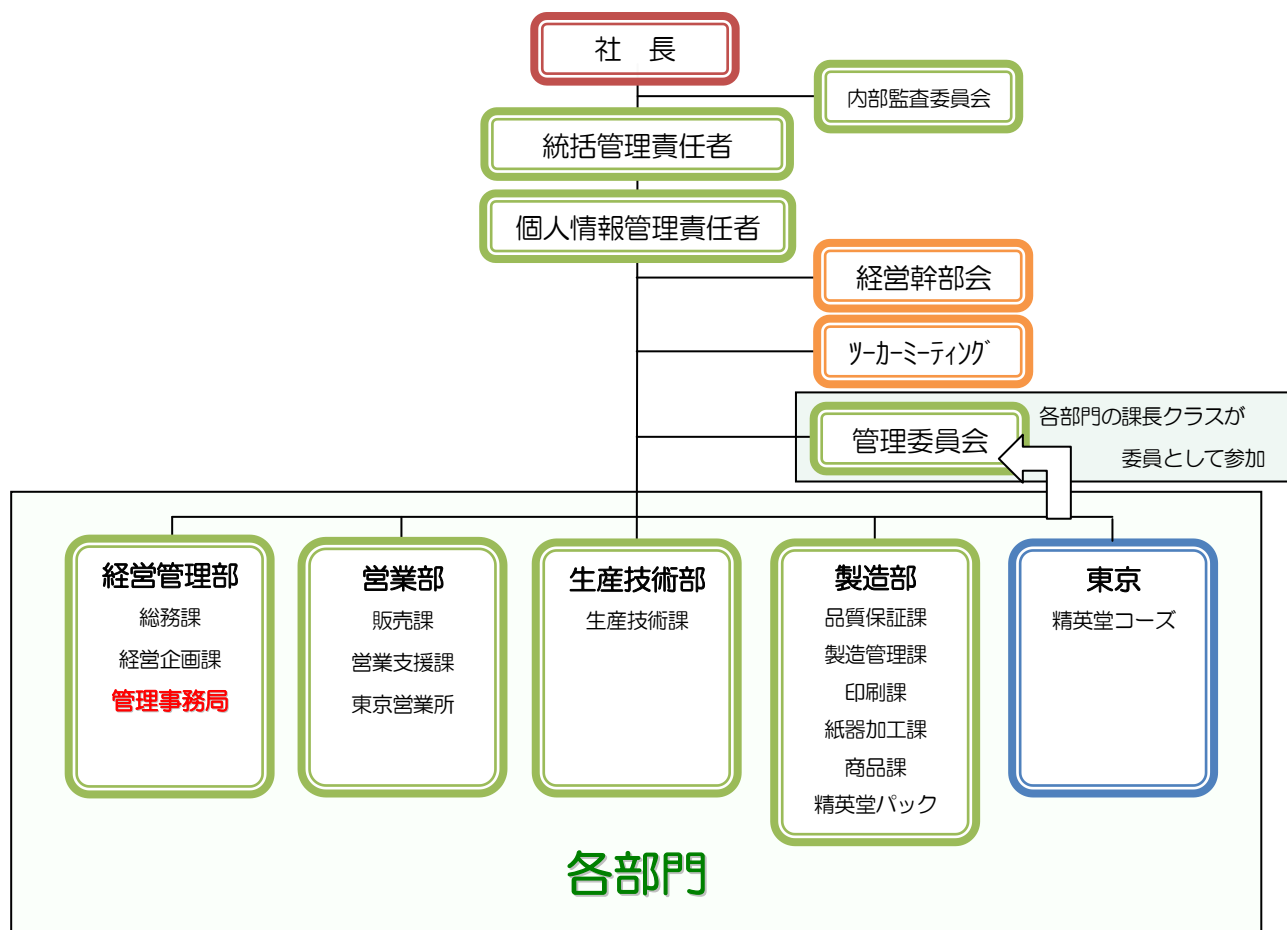 社　長
内部監査委員会
統括管理責任者
個人情報管理責任者
経営幹部会
ﾂｰｶｰﾐｰﾃｨﾝｸﾞ
管理委員会
各部門の課長クラスが
委員として参加
経営管理部
総務課
経営企画課
管理事務局
営業部
販売課
営業支援課
東京営業所
生産技術部
生産技術課
製造部
品質保証課
製造管理課
印刷課
紙器加工課
商品課
精英堂パック
東京
精英堂コーズ
各部門